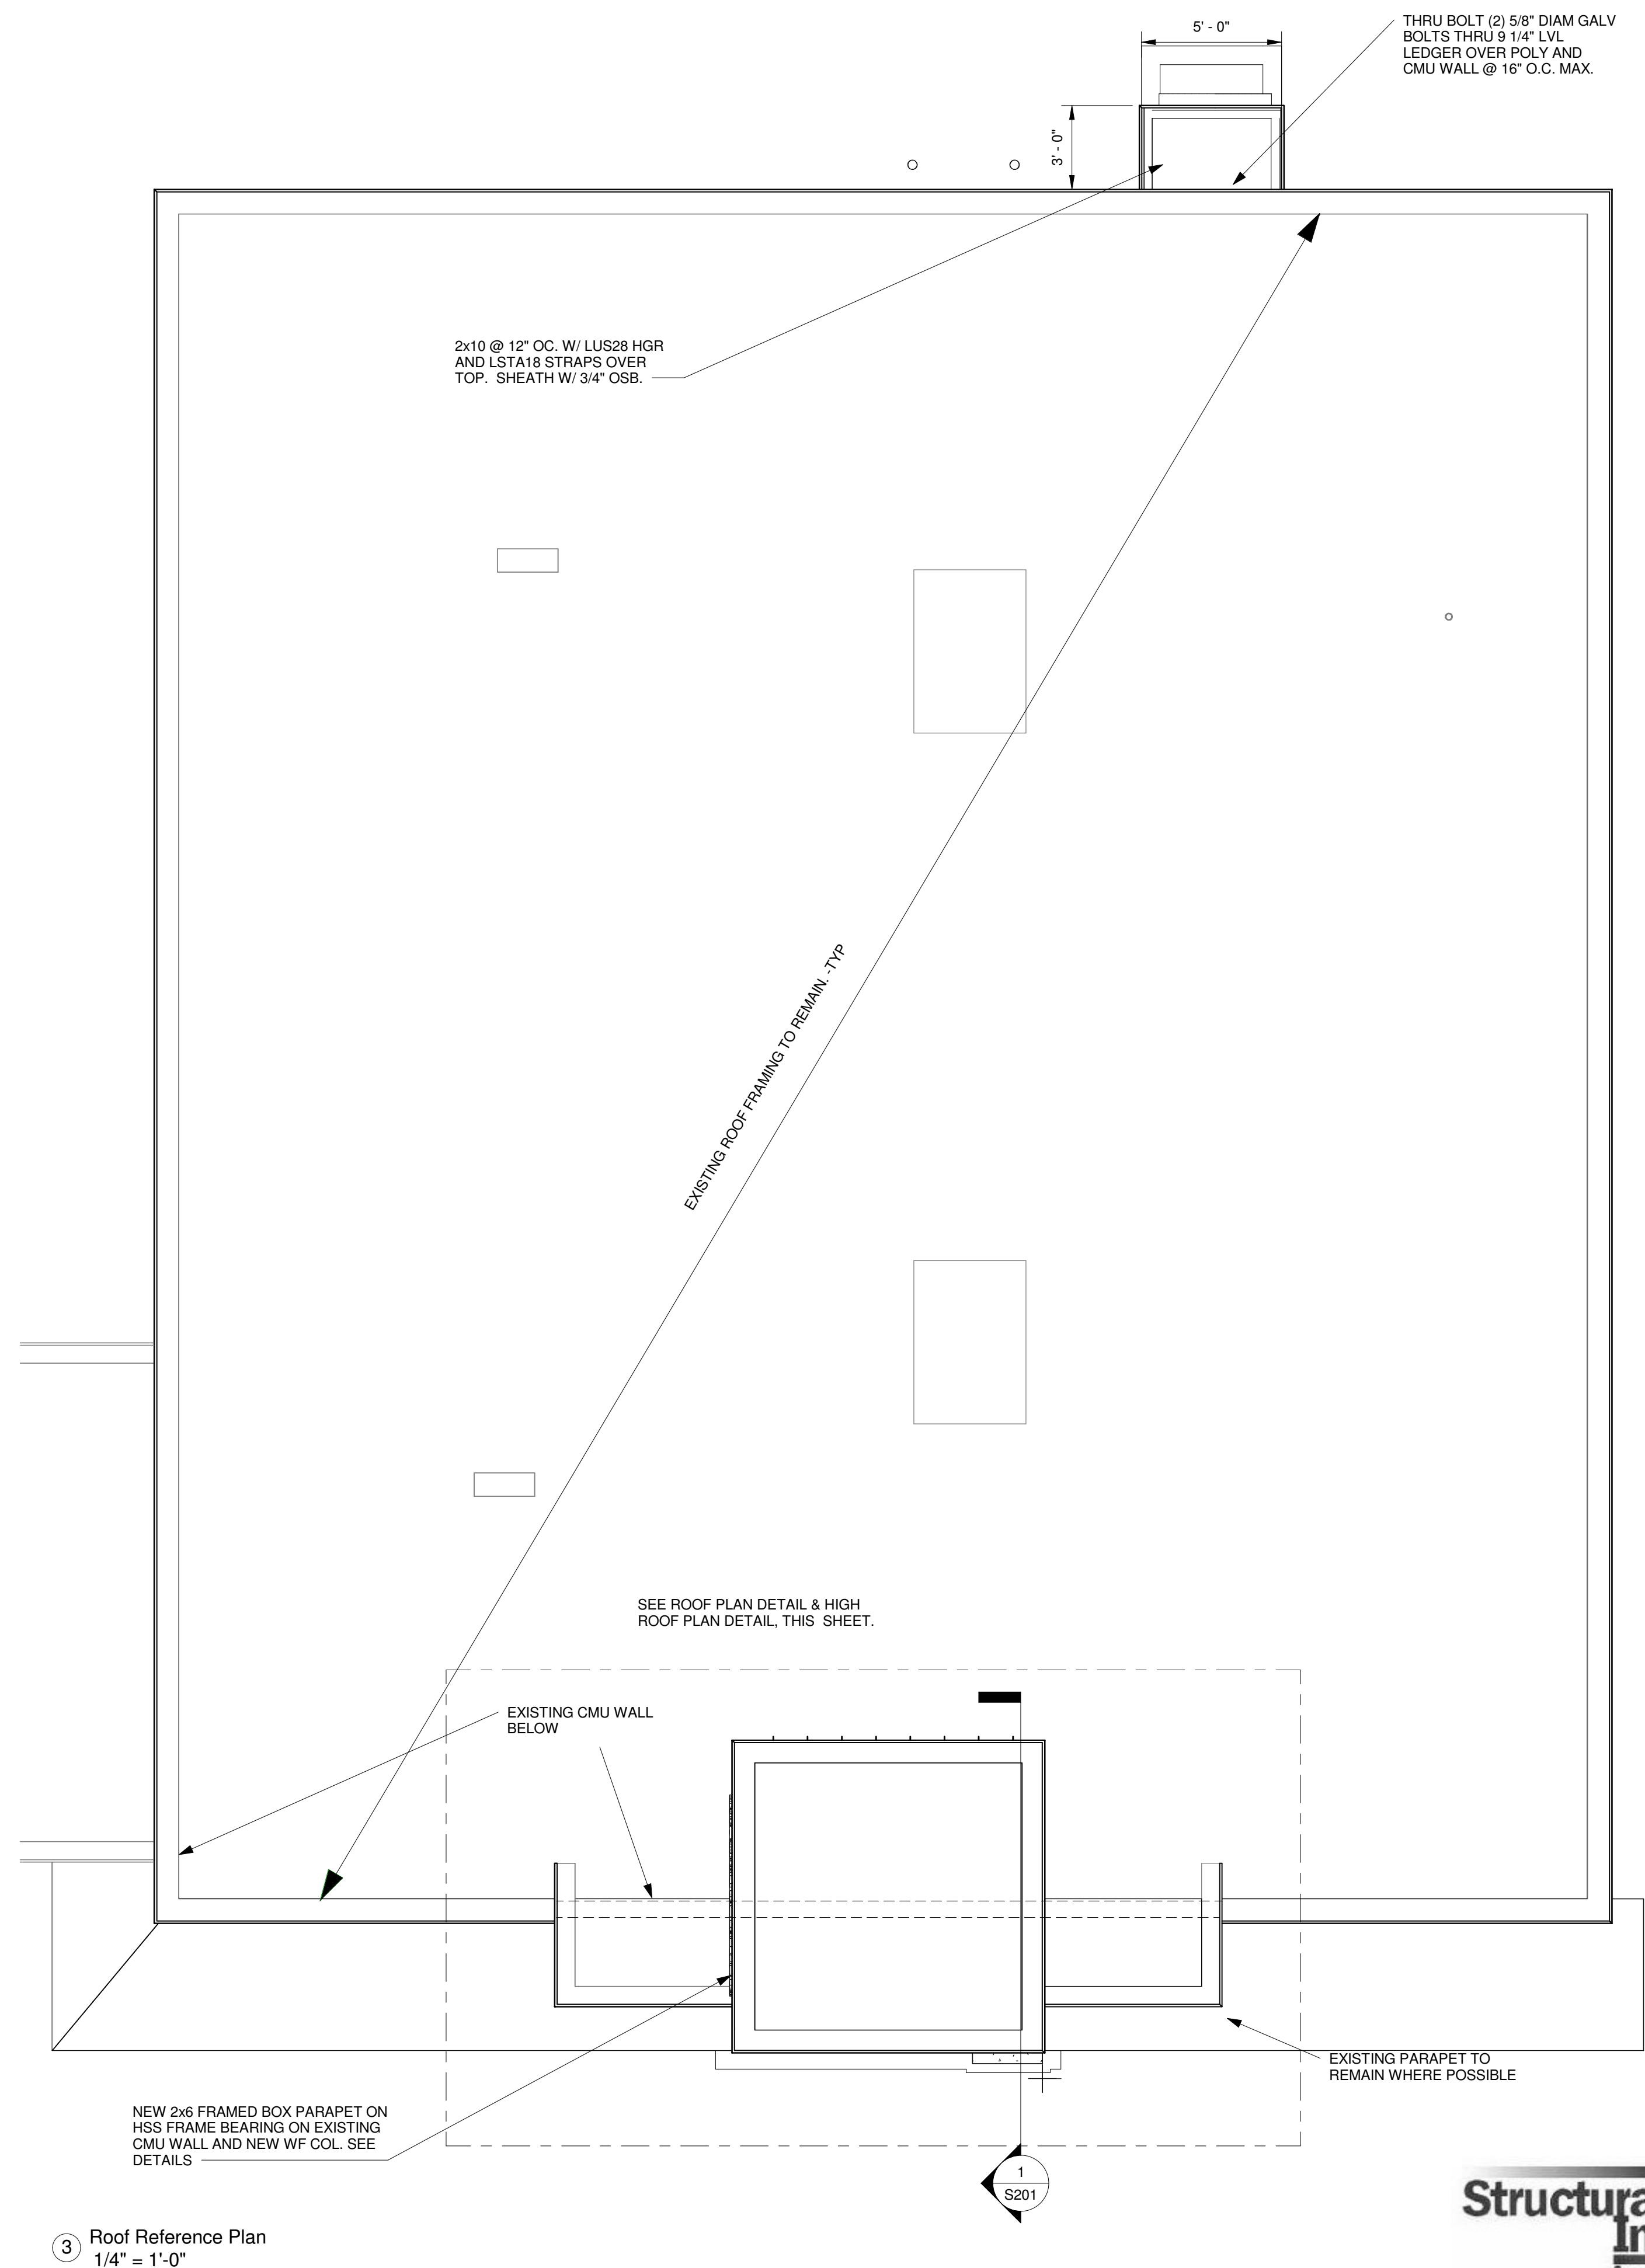 5' - 0"
THRU BOLT (2) 5/8" DIAM GALV
BOLTS THRU 9 1/4" LVL
LEDGER OVER POLY AND
CMU WALL @ 16" O.C. MAX.
3' - 0"
2x10 @ 12" OC. W/ LUS28 HGR
AND LSTA18 STRAPS OVER
TOP. SHEATH W/ 3/4" OSB.
EXISTING ROOF FRAMING TO REMAIN. -TYP
SEE ROOF PLAN DETAIL & HIGH
ROOF PLAN DETAIL, THIS SHEET.
EXISTING CMU WALL
BELOW
EXISTING PARAPET TO
REMAIN WHERE POSSIBLE
NEW 2x6 FRAMED BOX PARAPET ON
HSS FRAME BEARING ON EXISTING
CMU WALL AND NEW WF COL. SEE
DETAILS
1
S201
3 Roof Reference Plan
1/4" = 1'-0"